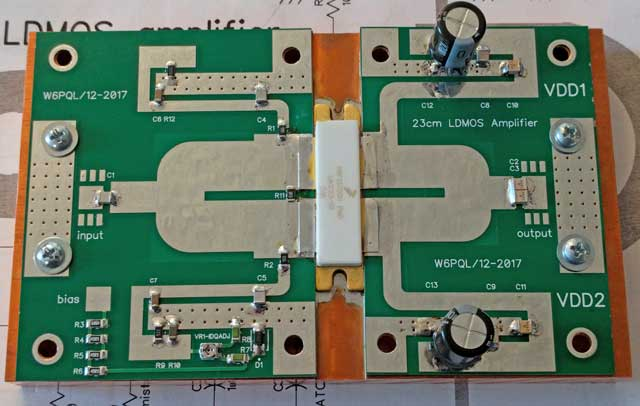 LDMOS amplifier
W6PQL/12-2017
C6 R12
C4
R1
C12
C8
C10
VDD1
23cm LDMOS Amplifier
C1
R11
C2
C3
input
output
R2
W6PQL/12-2017
bias
C7
C5
C13
C9
C11
VDD2
R3
R4
R5
R6
VR1-IDQADJ
R8
R7
R9 R10
D1